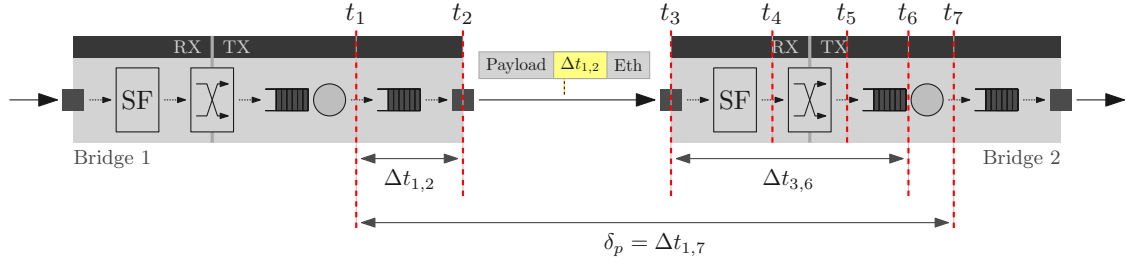 t₁ t₂ t₃ t₄ t₅ t₆ t₇
RX TX RX TX
Payload Δt₁,₂ Eth
SF SF
Bridge 1 Bridge 2
Δt₁,₂ Δt₃,₆
δₚ = Δt₁,₇